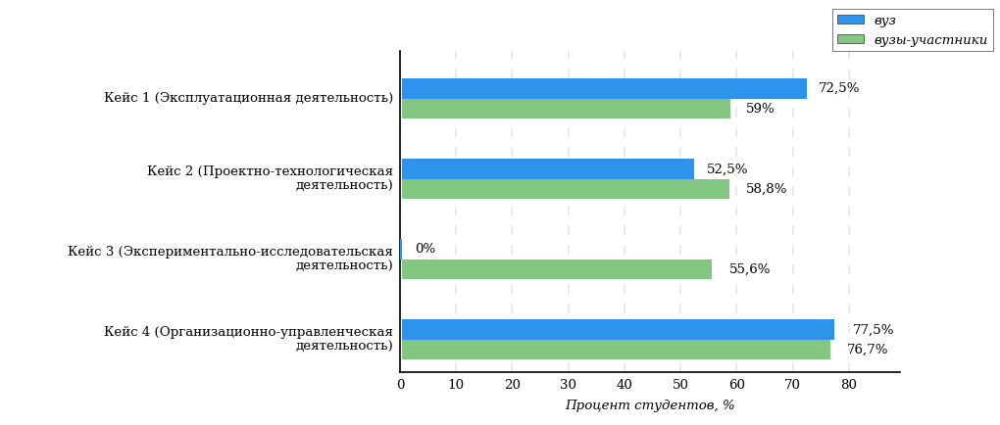 вуз
вузы-участники
Кейс 1 (Эксплуатационная деятельность)
72,5%
59%
Кейс 2 (Проектно-технологическая
деятельность)
52,5%
58,8%
Кейс 3 (Экспериментально-исследовательская
деятельность)
0%
55,6%
Кейс 4 (Организационно-управленческая
деятельность)
77,5%
76,7%
0 10 20 30 40 50 60 70 80
Процент студентов, %